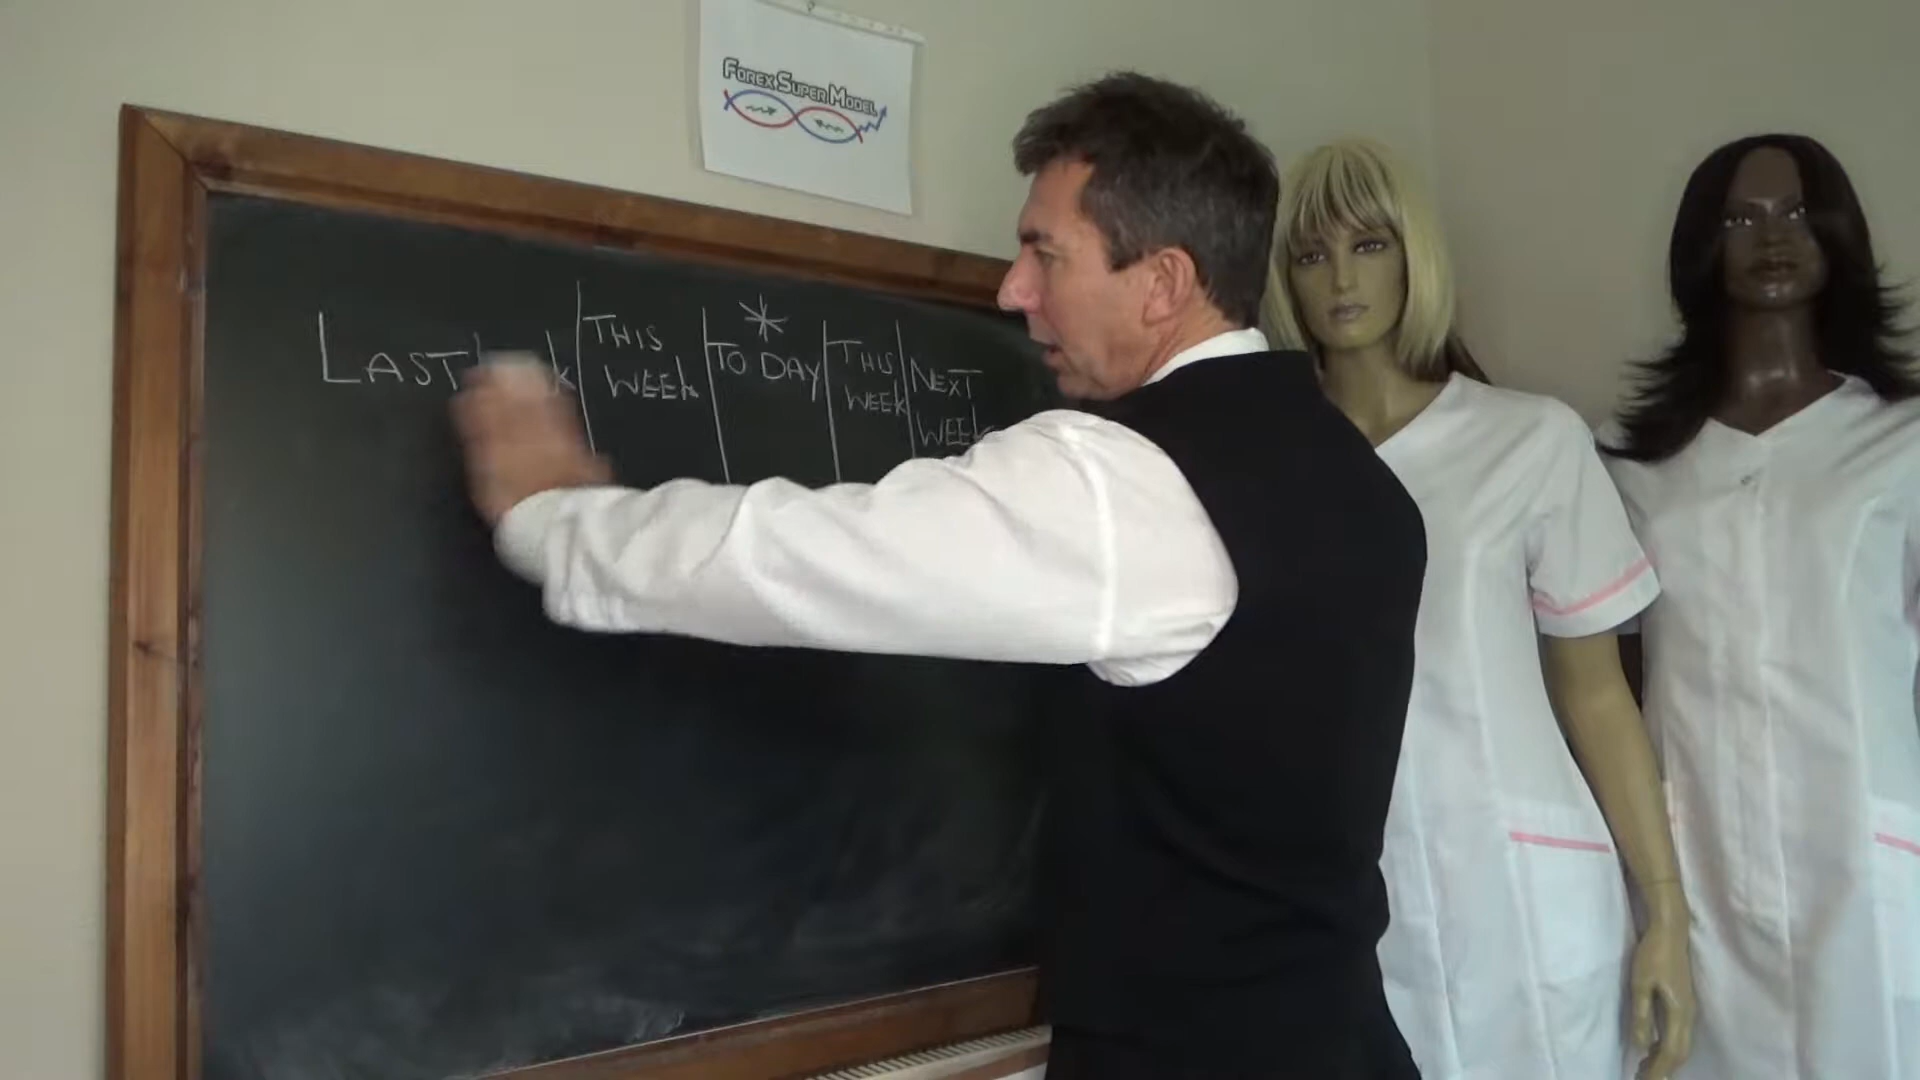 FOREX SUPER MODEL
LAST
THIS
WEEK
*
TO DAY
THIS
WEEK
NEXT
WEEK